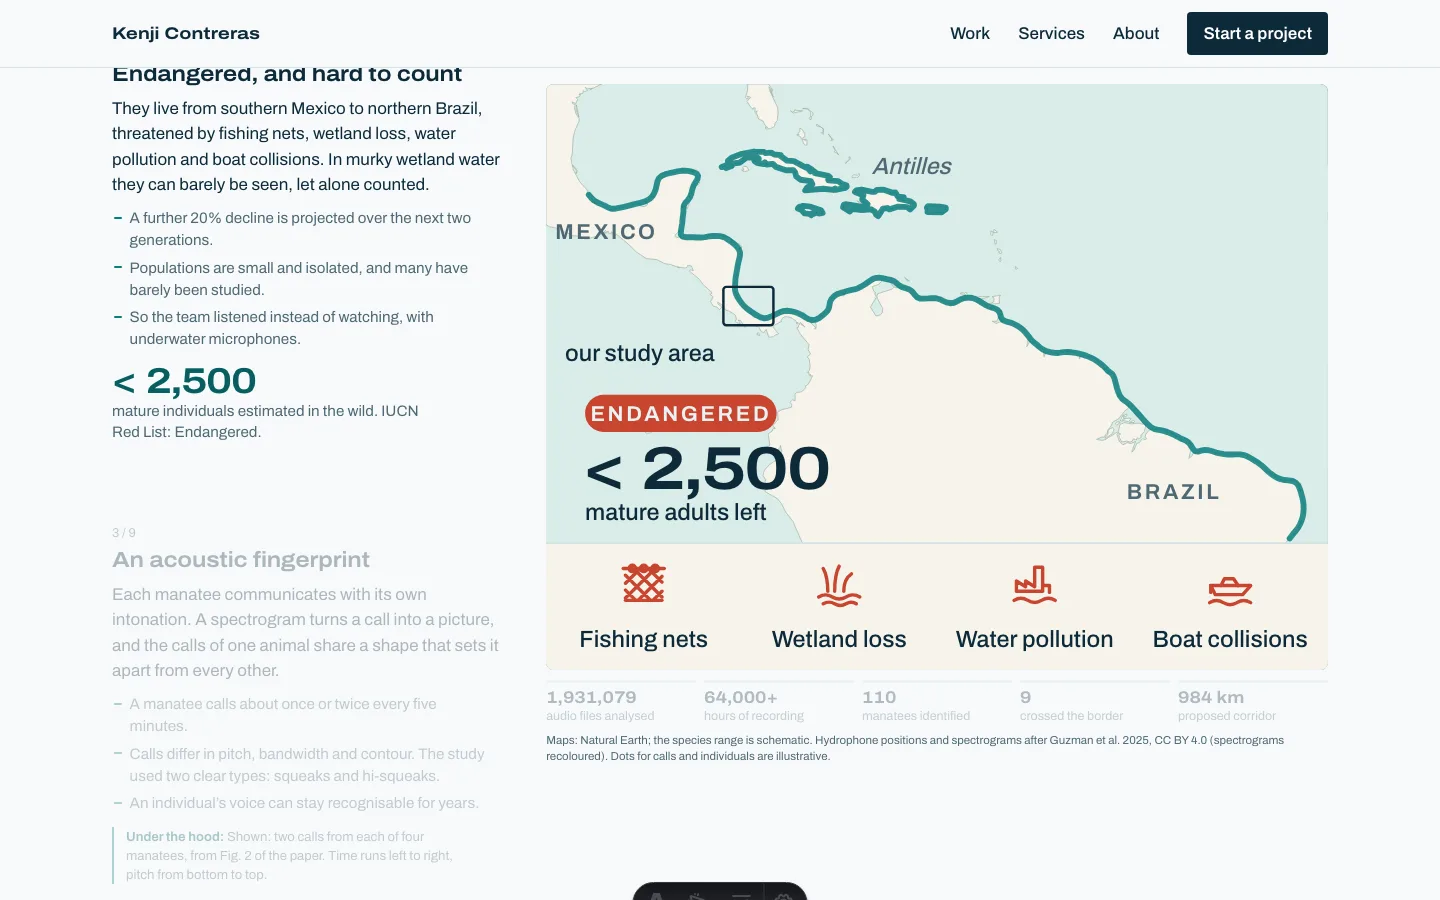 Kenji Contreras
Work
Services
About
Start a project
Endangered, and hard to count
They live from southern Mexico to northern Brazil,
threatened by fishing nets, wetland loss, water
pollution and boat collisions. In murky wetland water
they can barely be seen, let alone counted.
– A further 20% decline is projected over the next two
generations.
– Populations are small and isolated, and many have
barely been studied.
– So the team listened instead of watching, with
underwater microphones.
< 2,500
mature individuals estimated in the wild. IUCN
Red List: Endangered.
3 / 9
An acoustic fingerprint
Each manatee communicates with its own
intonation. A spectrogram turns a call into a picture,
and the calls of one animal share a shape that sets it
apart from every other.
– A manatee calls about once or twice every five
minutes.
– Calls differ in pitch, bandwidth and contour. The study
used two clear types: squeaks and hi-squeaks.
– An individual's voice can stay recognisable for years.
Under the hood: Shown: two calls from each of four
manatees, from Fig. 2 of the paper. Time runs left to right,
pitch from bottom to top.
Antilles
MEXICO
our study area
ENDANGERED
< 2,500
mature adults left
BRAZIL
Fishing nets
Wetland loss
Water pollution
Boat collisions
1,931,079
audio files analysed
64,000+
hours of recording
110
manatees identified
9
crossed the border
984 km
proposed corridor
Maps: Natural Earth; the species range is schematic. Hydrophone positions and spectrograms after Guzman et al. 2025, CC BY 4.0 (spectrograms
recoloured). Dots for calls and individuals are illustrative.